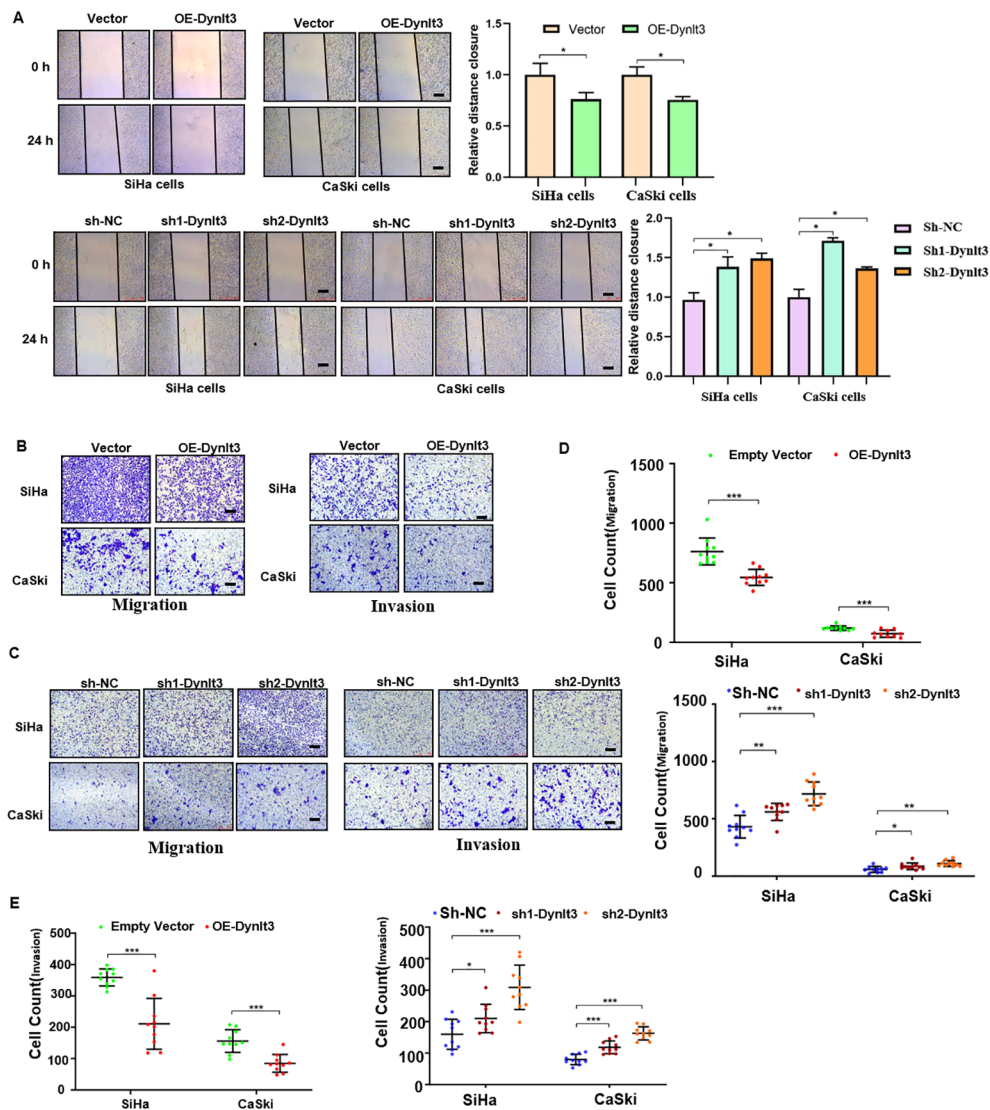 A
Vector OE-Dynlt3 Vector OE-Dynlt3
0 h
24 h
SiHa cells CaSki cells
Vector OE-Dynlt3
Relative distance closure
1.5
1.0
0.5
0.0
* *
SiHa cells CaSki cells
sh-NC sh1-Dynlt3 sh2-Dynlt3 sh-NC sh1-Dynlt3 sh2-Dynlt3
0 h
24 h
SiHa cells CaSki cells
Relative distance closure
2.0
1.5
1.0
0.5
0.0
* * * *
SiHa cells CaSki cells
Sh-NC
Sh1-Dynlt3
Sh2-Dynlt3
B
Vector OE-Dynlt3 Vector OE-Dynlt3
SiHa SiHa
CaSki CaSki
Migration Invasion
C
sh-NC sh1-Dynlt3 sh2-Dynlt3 sh-NC sh1-Dynlt3 sh2-Dynlt3
SiHa
CaSki
Migration Invasion
D
Empty Vector OE-Dynlt3
Cell Count(Migration)
1500
1000
500
0
*** ***
SiHa CaSki
Sh-NC sh1-Dynlt3 sh2-Dynlt3
Cell Count(Migration)
1500
1000
500
0
*** ** ** *
SiHa CaSki
E
Empty Vector OE-Dynlt3
Cell Count(Invasion)
500
400
300
200
100
0
*** ***
SiHa CaSki
Sh-NC sh1-Dynlt3 sh2-Dynlt3
Cell Count(Invasion)
500
400
300
200
100
0
*** * *** ***
SiHa CaSki